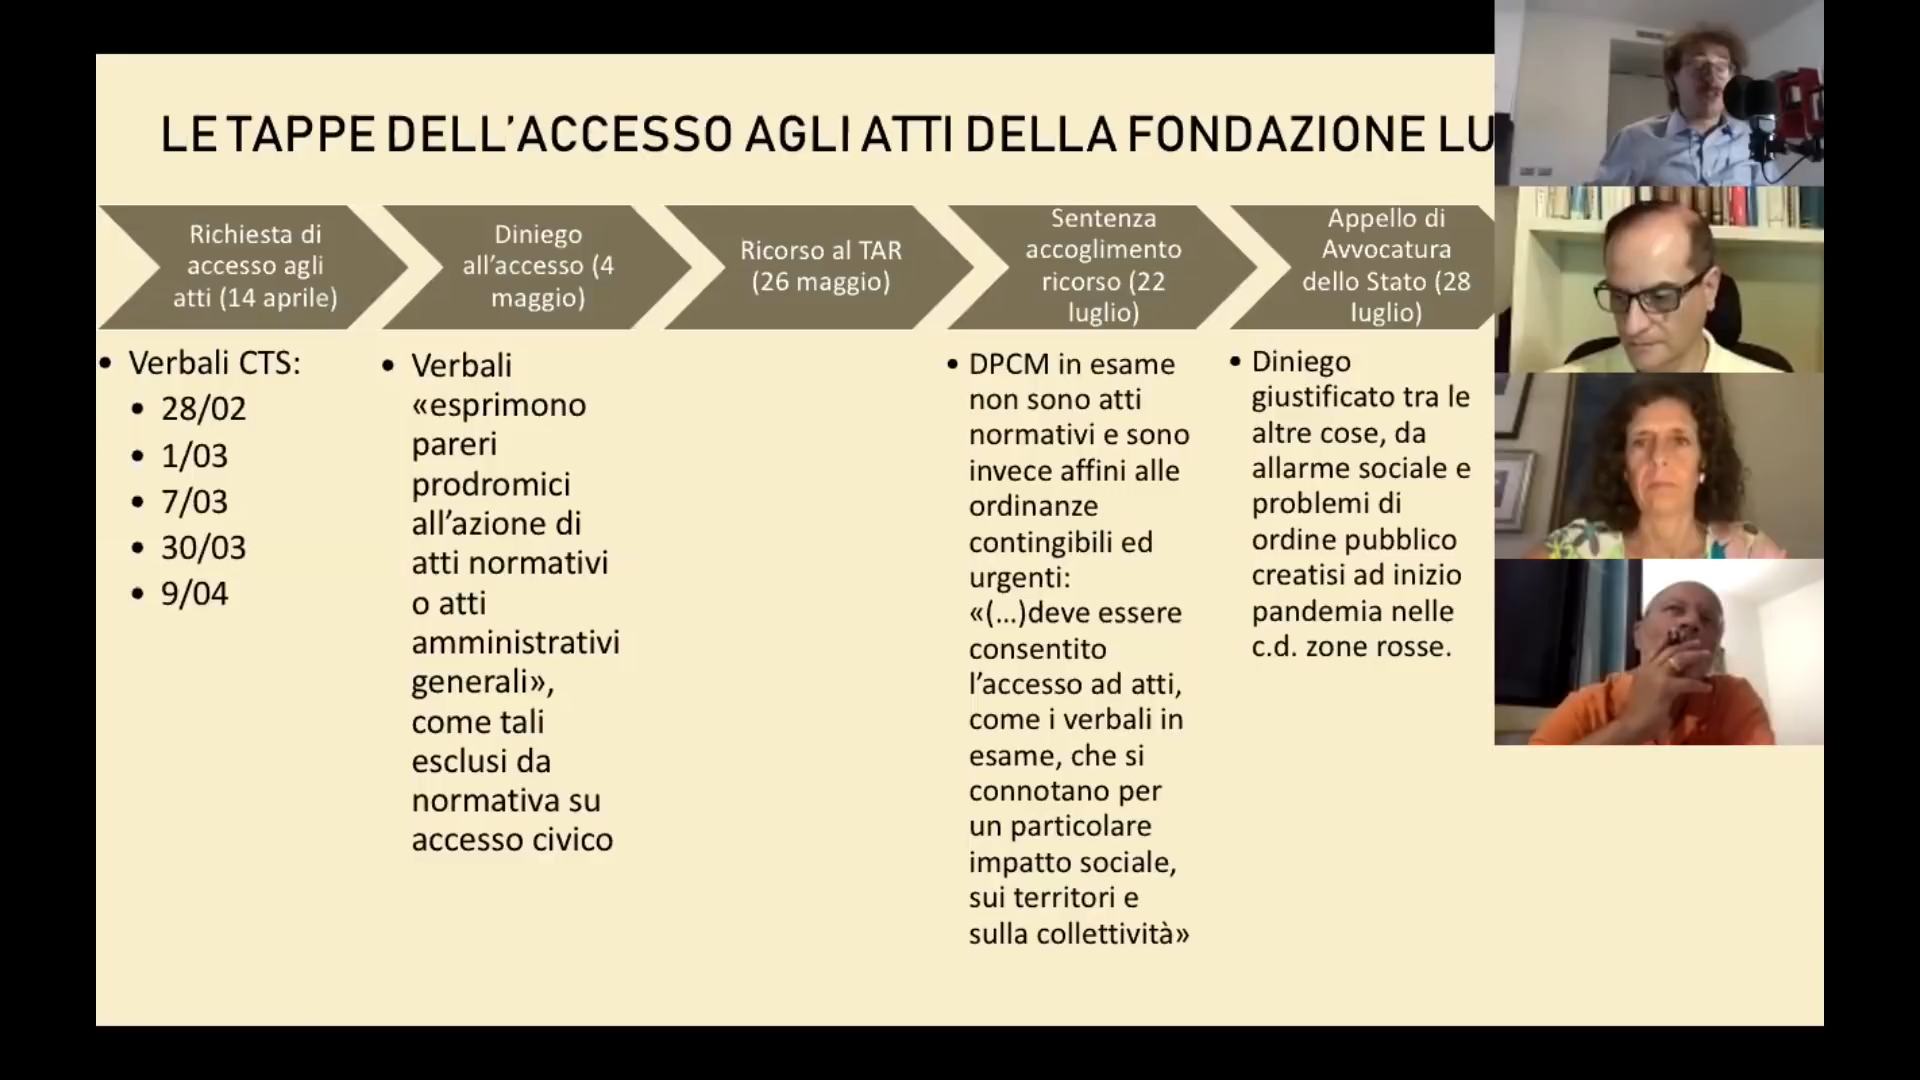 LE TAPPE DELL’ACCESSO AGLI ATTI DELLA FONDAZIONE LU
Richiesta di
accesso agli
atti (14 aprile)
• Verbali CTS:
• 28/02
• 1/03
• 7/03
• 30/03
• 9/04
Diniego
all’accesso (4
maggio)
• Verbali
«esprimono
pareri
prodromici
all’azione di
atti normativi
o atti
amministrativi
generali»,
come tali
esclusi da
normativa su
accesso civico
Ricorso al TAR
(26 maggio)
Sentenza
accoglimento
ricorso (22
luglio)
• DPCM in esame
non sono atti
normativi e sono
invece affini alle
ordinanze
contingibili ed
urgenti:
«(...)deve essere
consentito
l’accesso ad atti,
come i verbali in
esame, che si
connotano per
un particolare
impatto sociale,
sui territori e
sulla collettività»
Appello di
Avvocatura
dello Stato (28
luglio)
• Diniego
giustificato tra le
altre cose, da
allarme sociale e
problemi di
ordine pubblico
creatisi ad inizio
pandemia nelle
c.d. zone rosse.